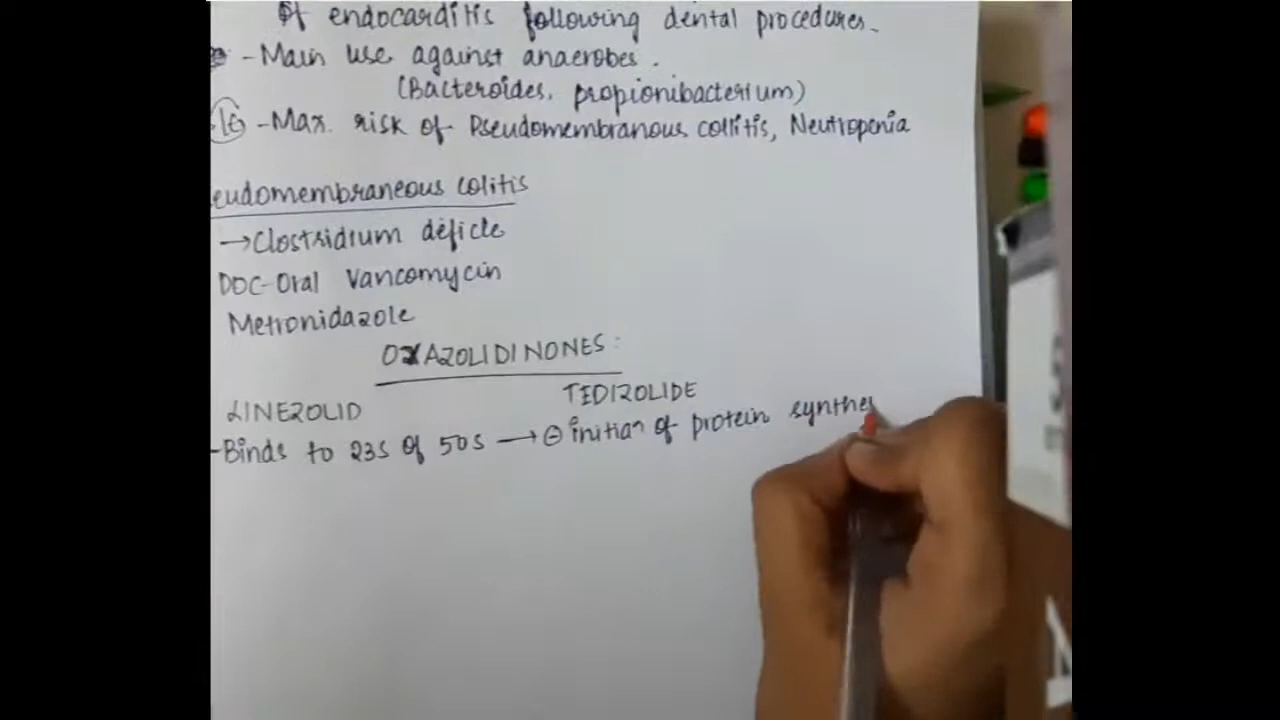 of endocarditis following dental procedures.
- Main use against anaerobes.
(Bacteroides, propionibacterium)
- Max. risk of Pseudomembranous collitis, Neutropenia
eudomembraneous colitis
→ Clostridium deficle
DOC-Oral Vancomycin
Metronidazole
OXAZOLIDINONES:
LINEZOLID TEDIZOLIDE
-Binds to 23S of 50S → ⊖ initian of protein synthe